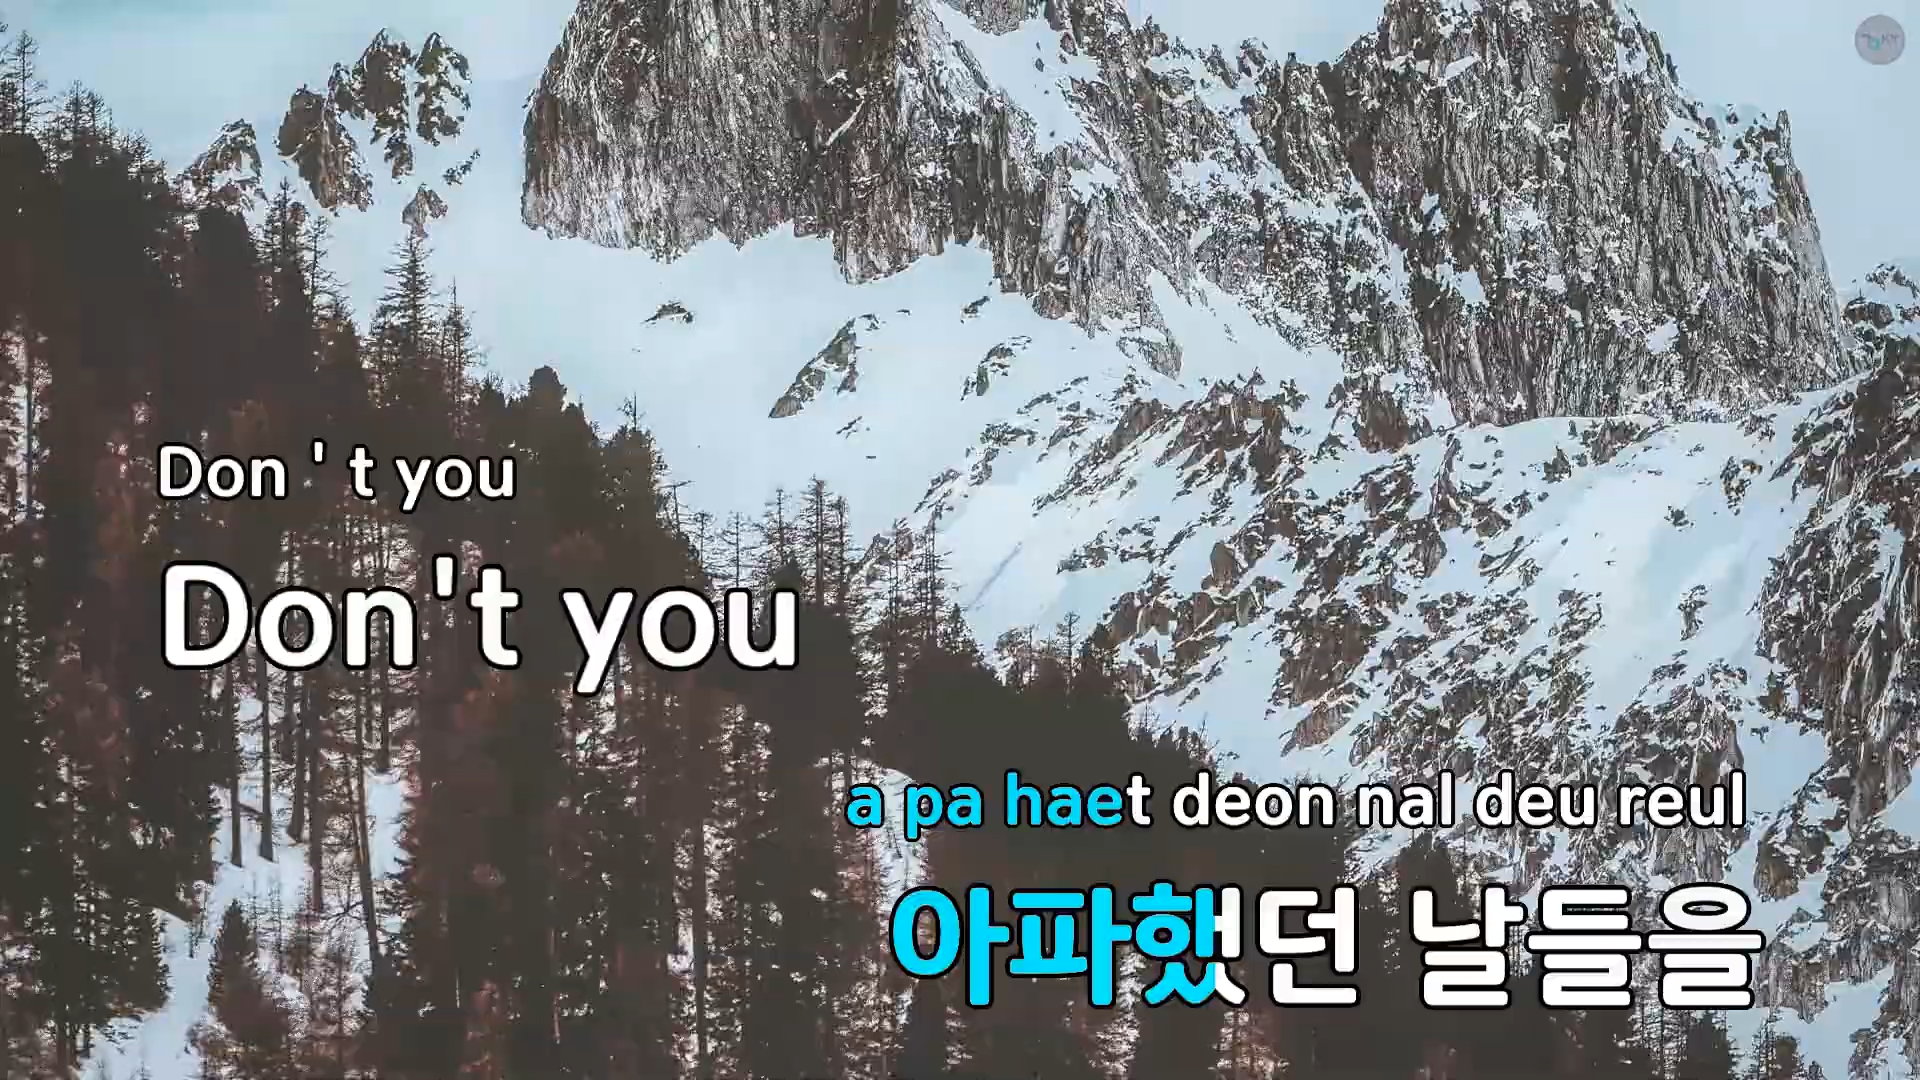 Don ' t you
Don't you
a pa haet deon nal deu reul
아파했던 날들을